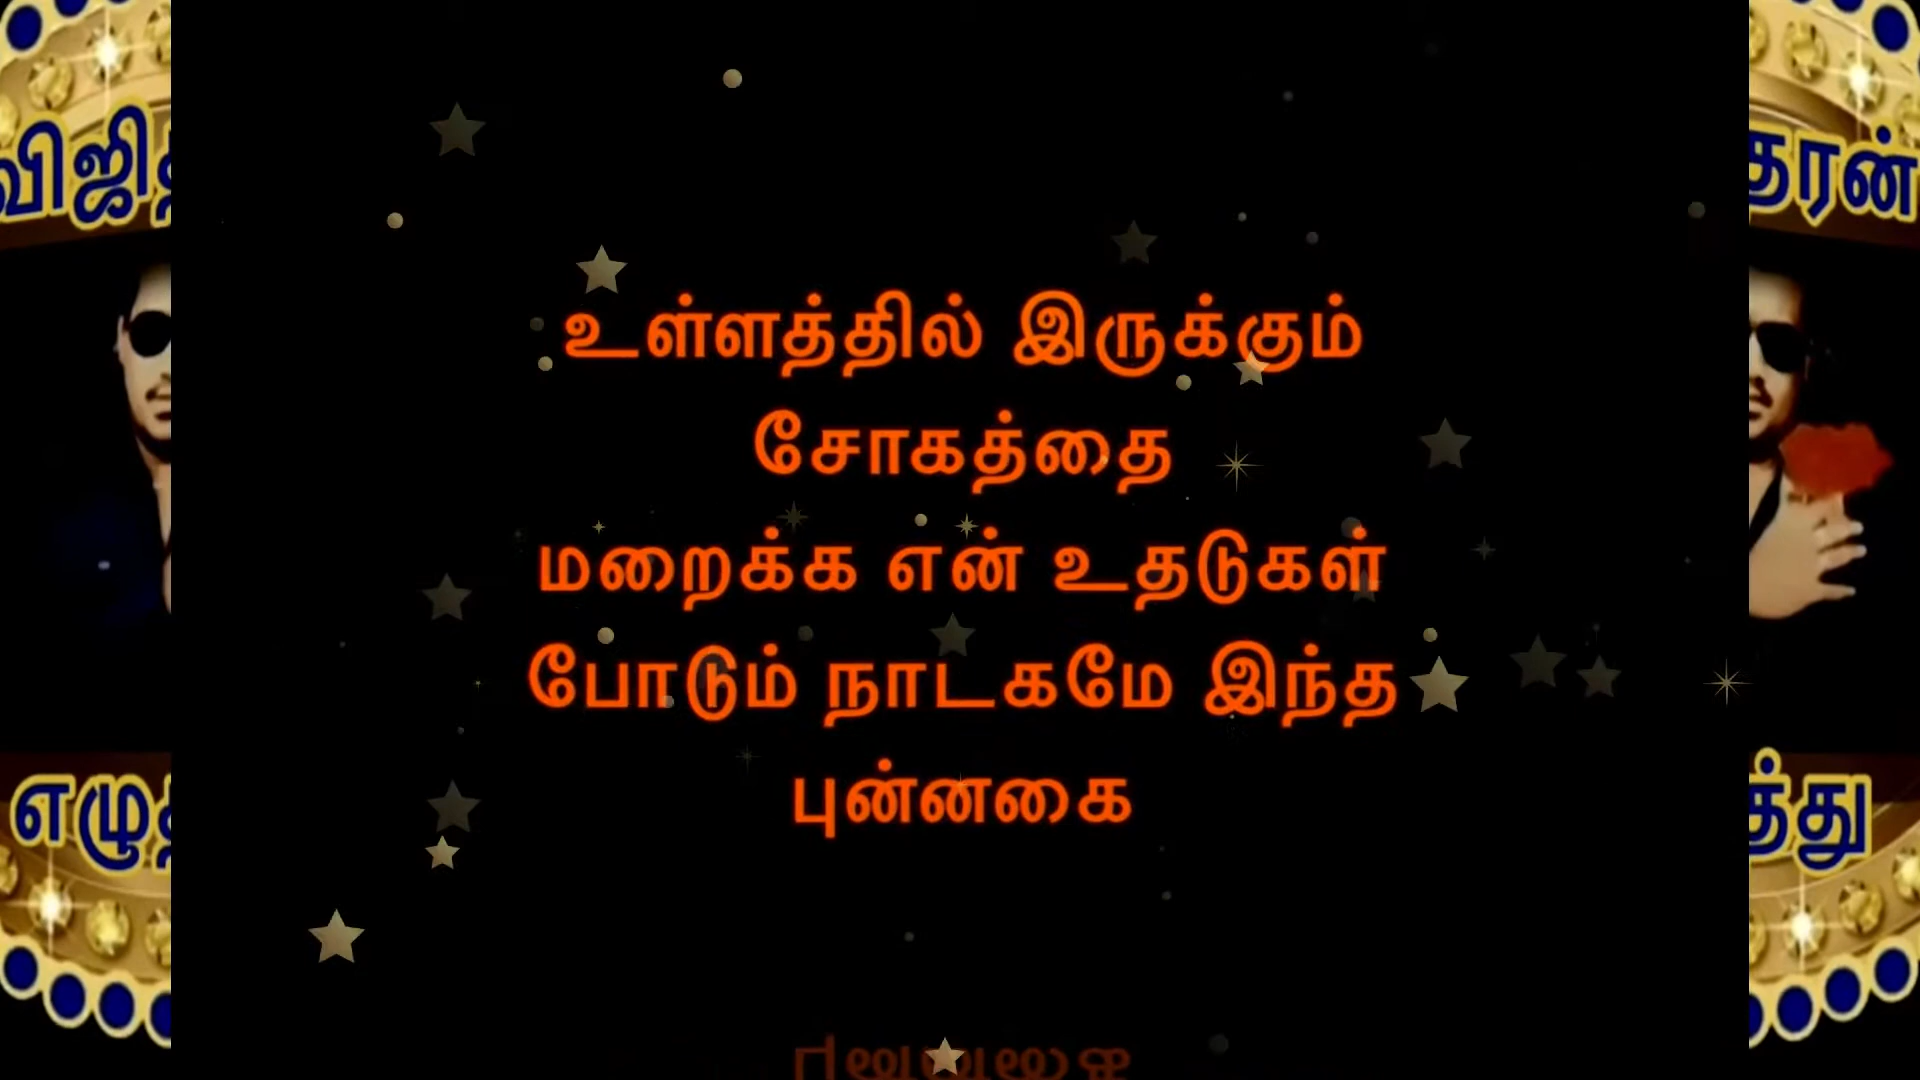 உள்ளத்தில் இருக்கும்
சோகத்தை
மறைக்க என் உதடுகள்
போடும் நாடகமே இந்த
புன்னகை